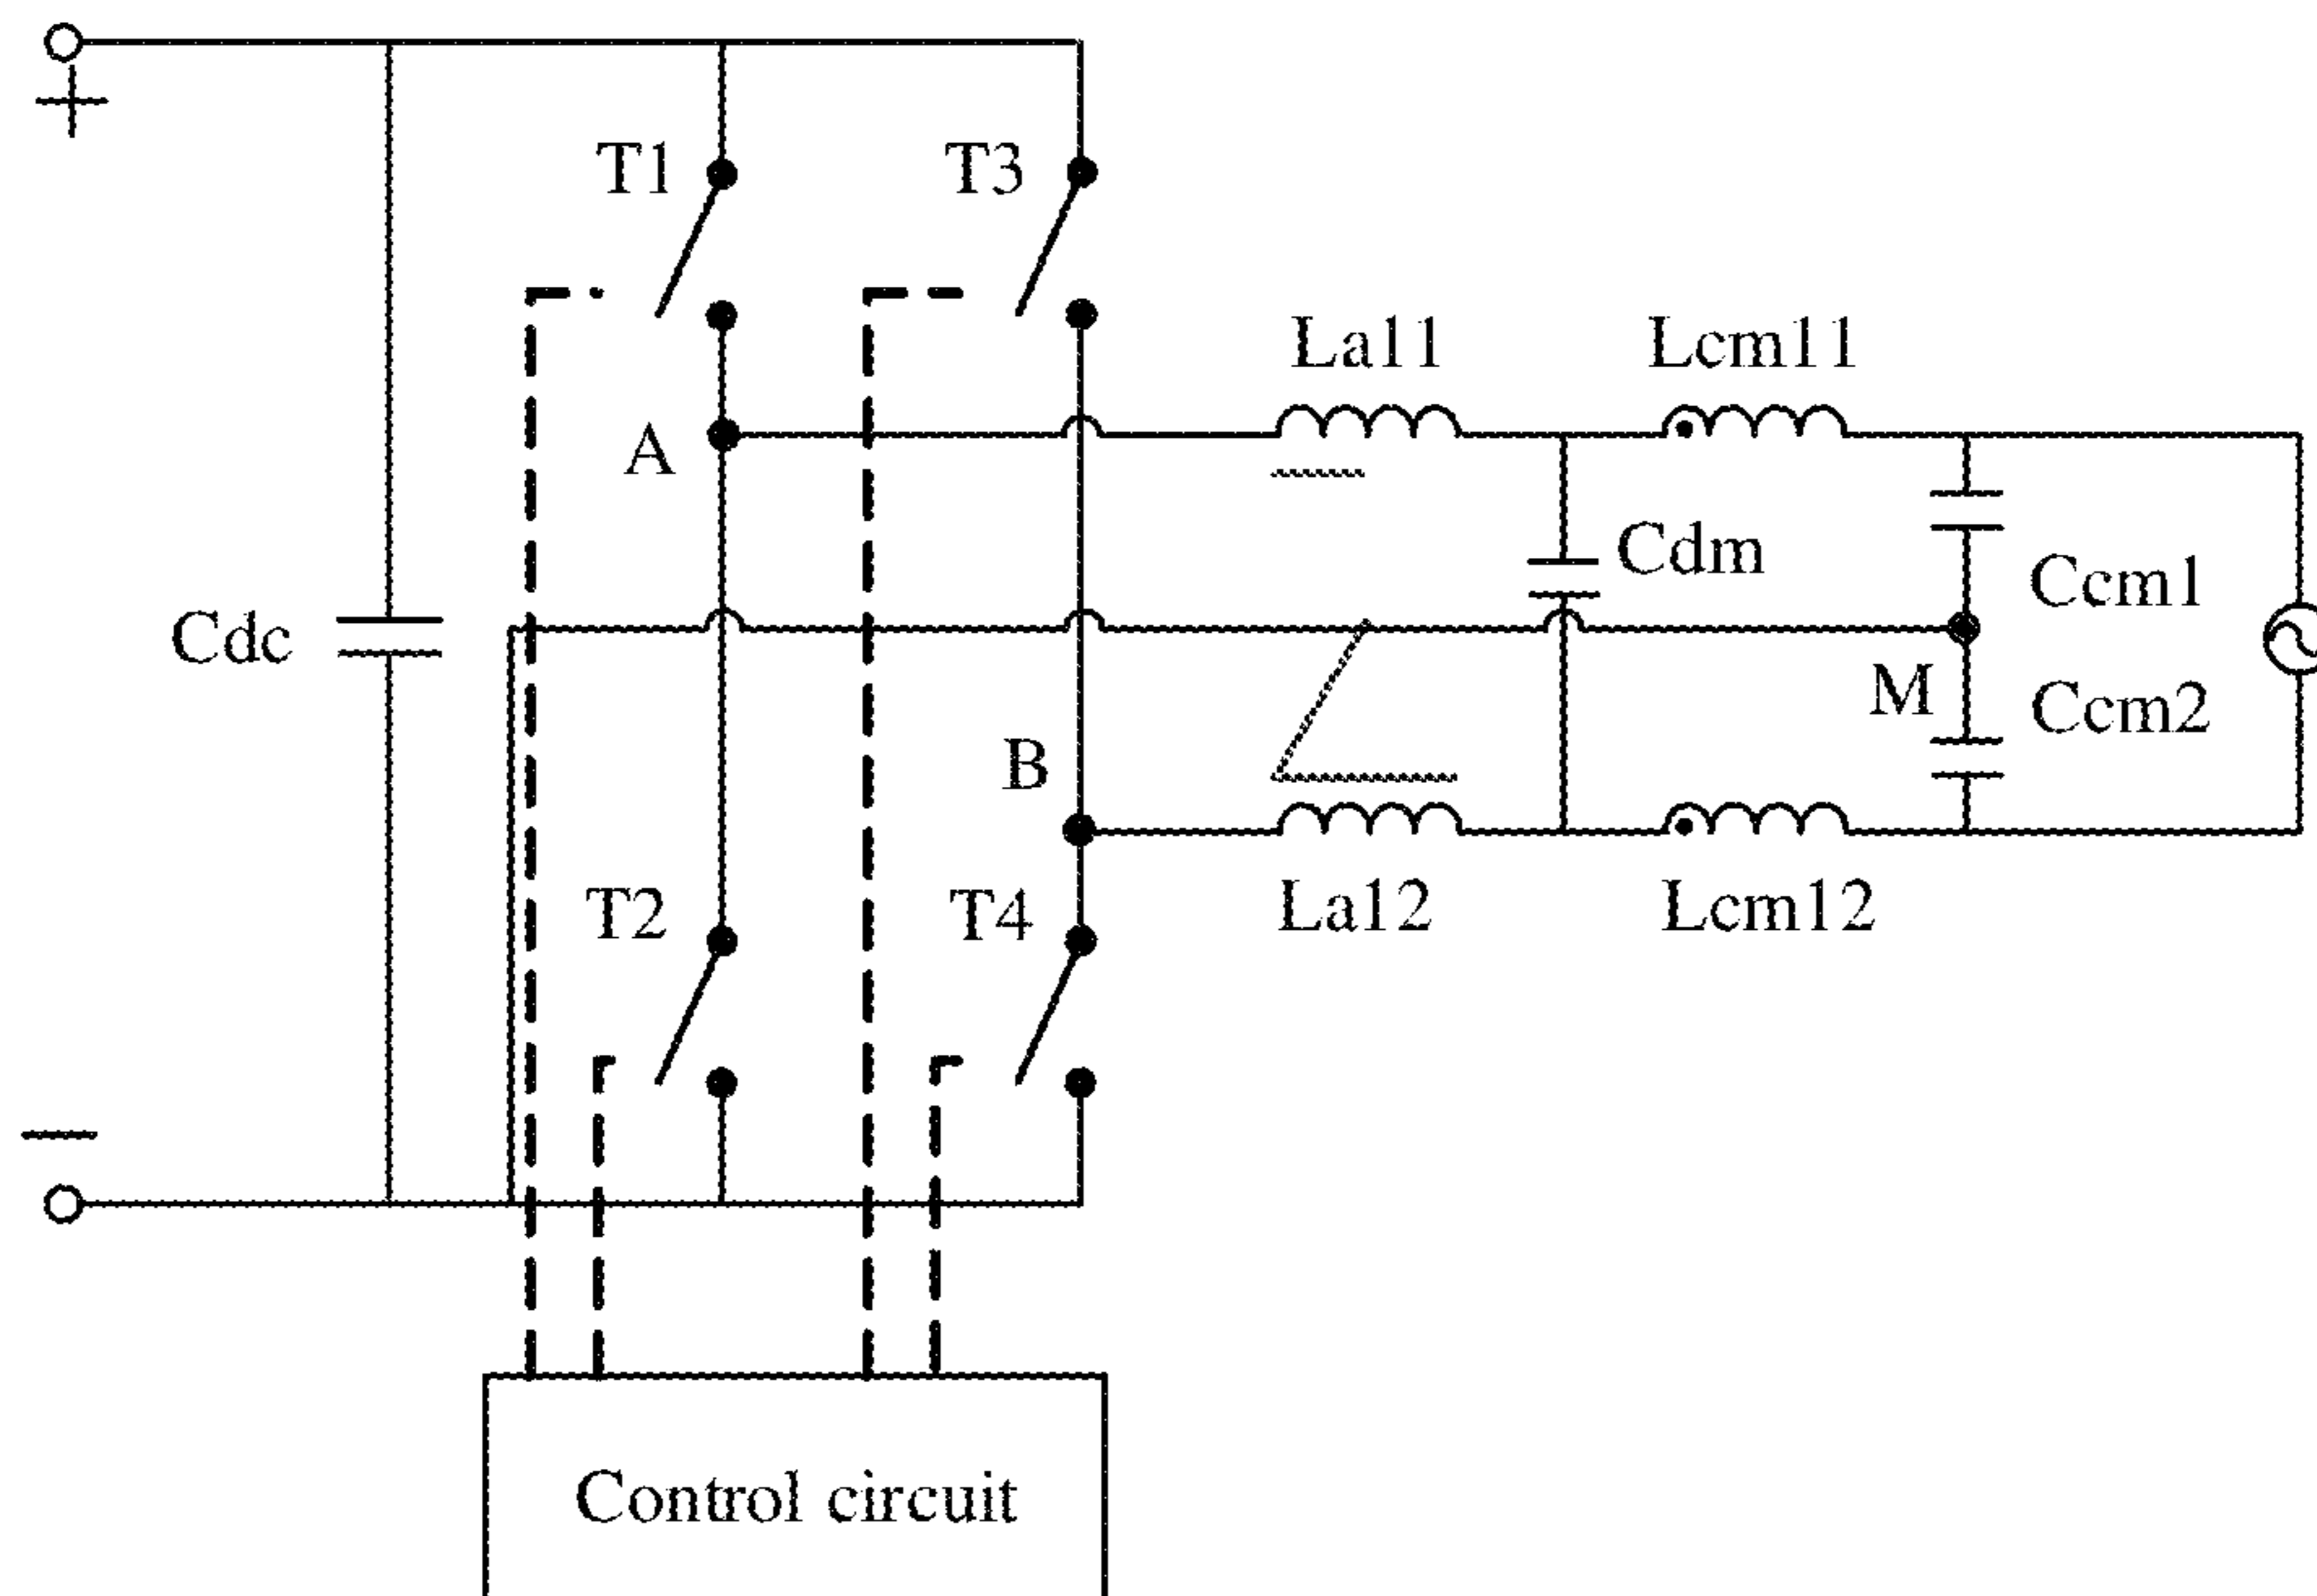 +
T1
T3
La11
Lcm11
A
Cdm
Ccm1
Cdc
M
Ccm2
B
T2
T4
La12
Lcm12
−
Control circuit